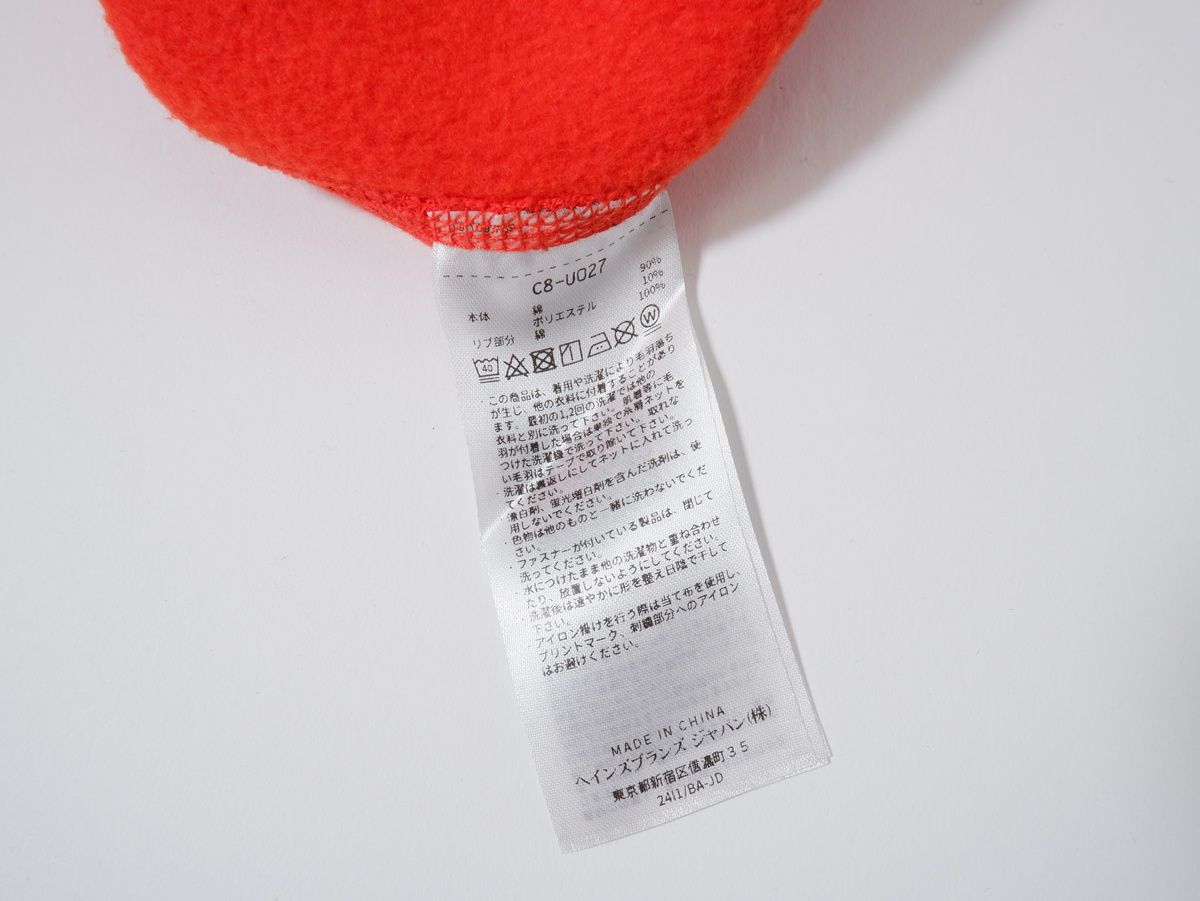 C8-U027
本体 綿 90%
ポリエステル 10%
リブ部分 綿 100%
40 W
・この商品は、着用や洗濯により毛羽落ち
が生じ、他の衣料に付着することがあり
ます。最初の1,2回の洗濯では他の
衣料と別に洗って下さい。肌着等に毛
羽が付着した場合は単独で糸屑ネットを
つけた洗濯機で洗って下さい。取れな
い毛羽はテープで取り除いて下さい。
・洗濯は裏返しにしてネットに入れて洗っ
てください。
・漂白剤、蛍光増白剤を含んだ洗剤は、使
用しないでください。
・色物は他のものと一緒に洗わないでくだ
さい。
・ファスナーが付いている製品は、閉じて
洗ってください。
・水につけたまま他の洗濯物と重ね合わせ
たり、放置しないようにしてください。
・洗濯後は速やかに形を整え日陰で干して
下さい。
・アイロン掛けを行う際は当て布を使用し、
プリントマーク、刺繍部分へのアイロン
はお避けください。
MADE IN CHINA
ヘインズブランズ ジャパン(株)
東京都新宿区信濃町35
24I1/BA-JD